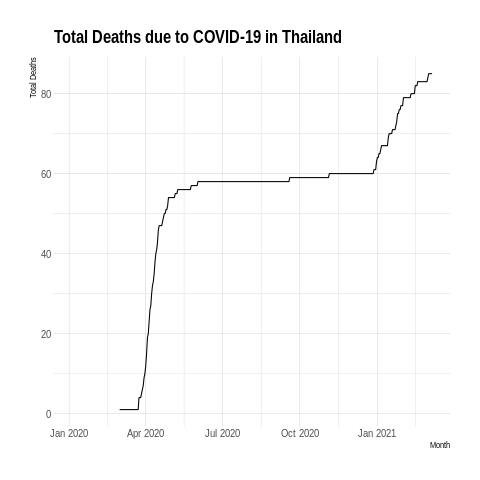 Total Deaths due to COVID-19 in Thailand
Total Deaths
80
60
40
20
0
Jan 2020 Apr 2020 Jul 2020 Oct 2020 Jan 2021
Month